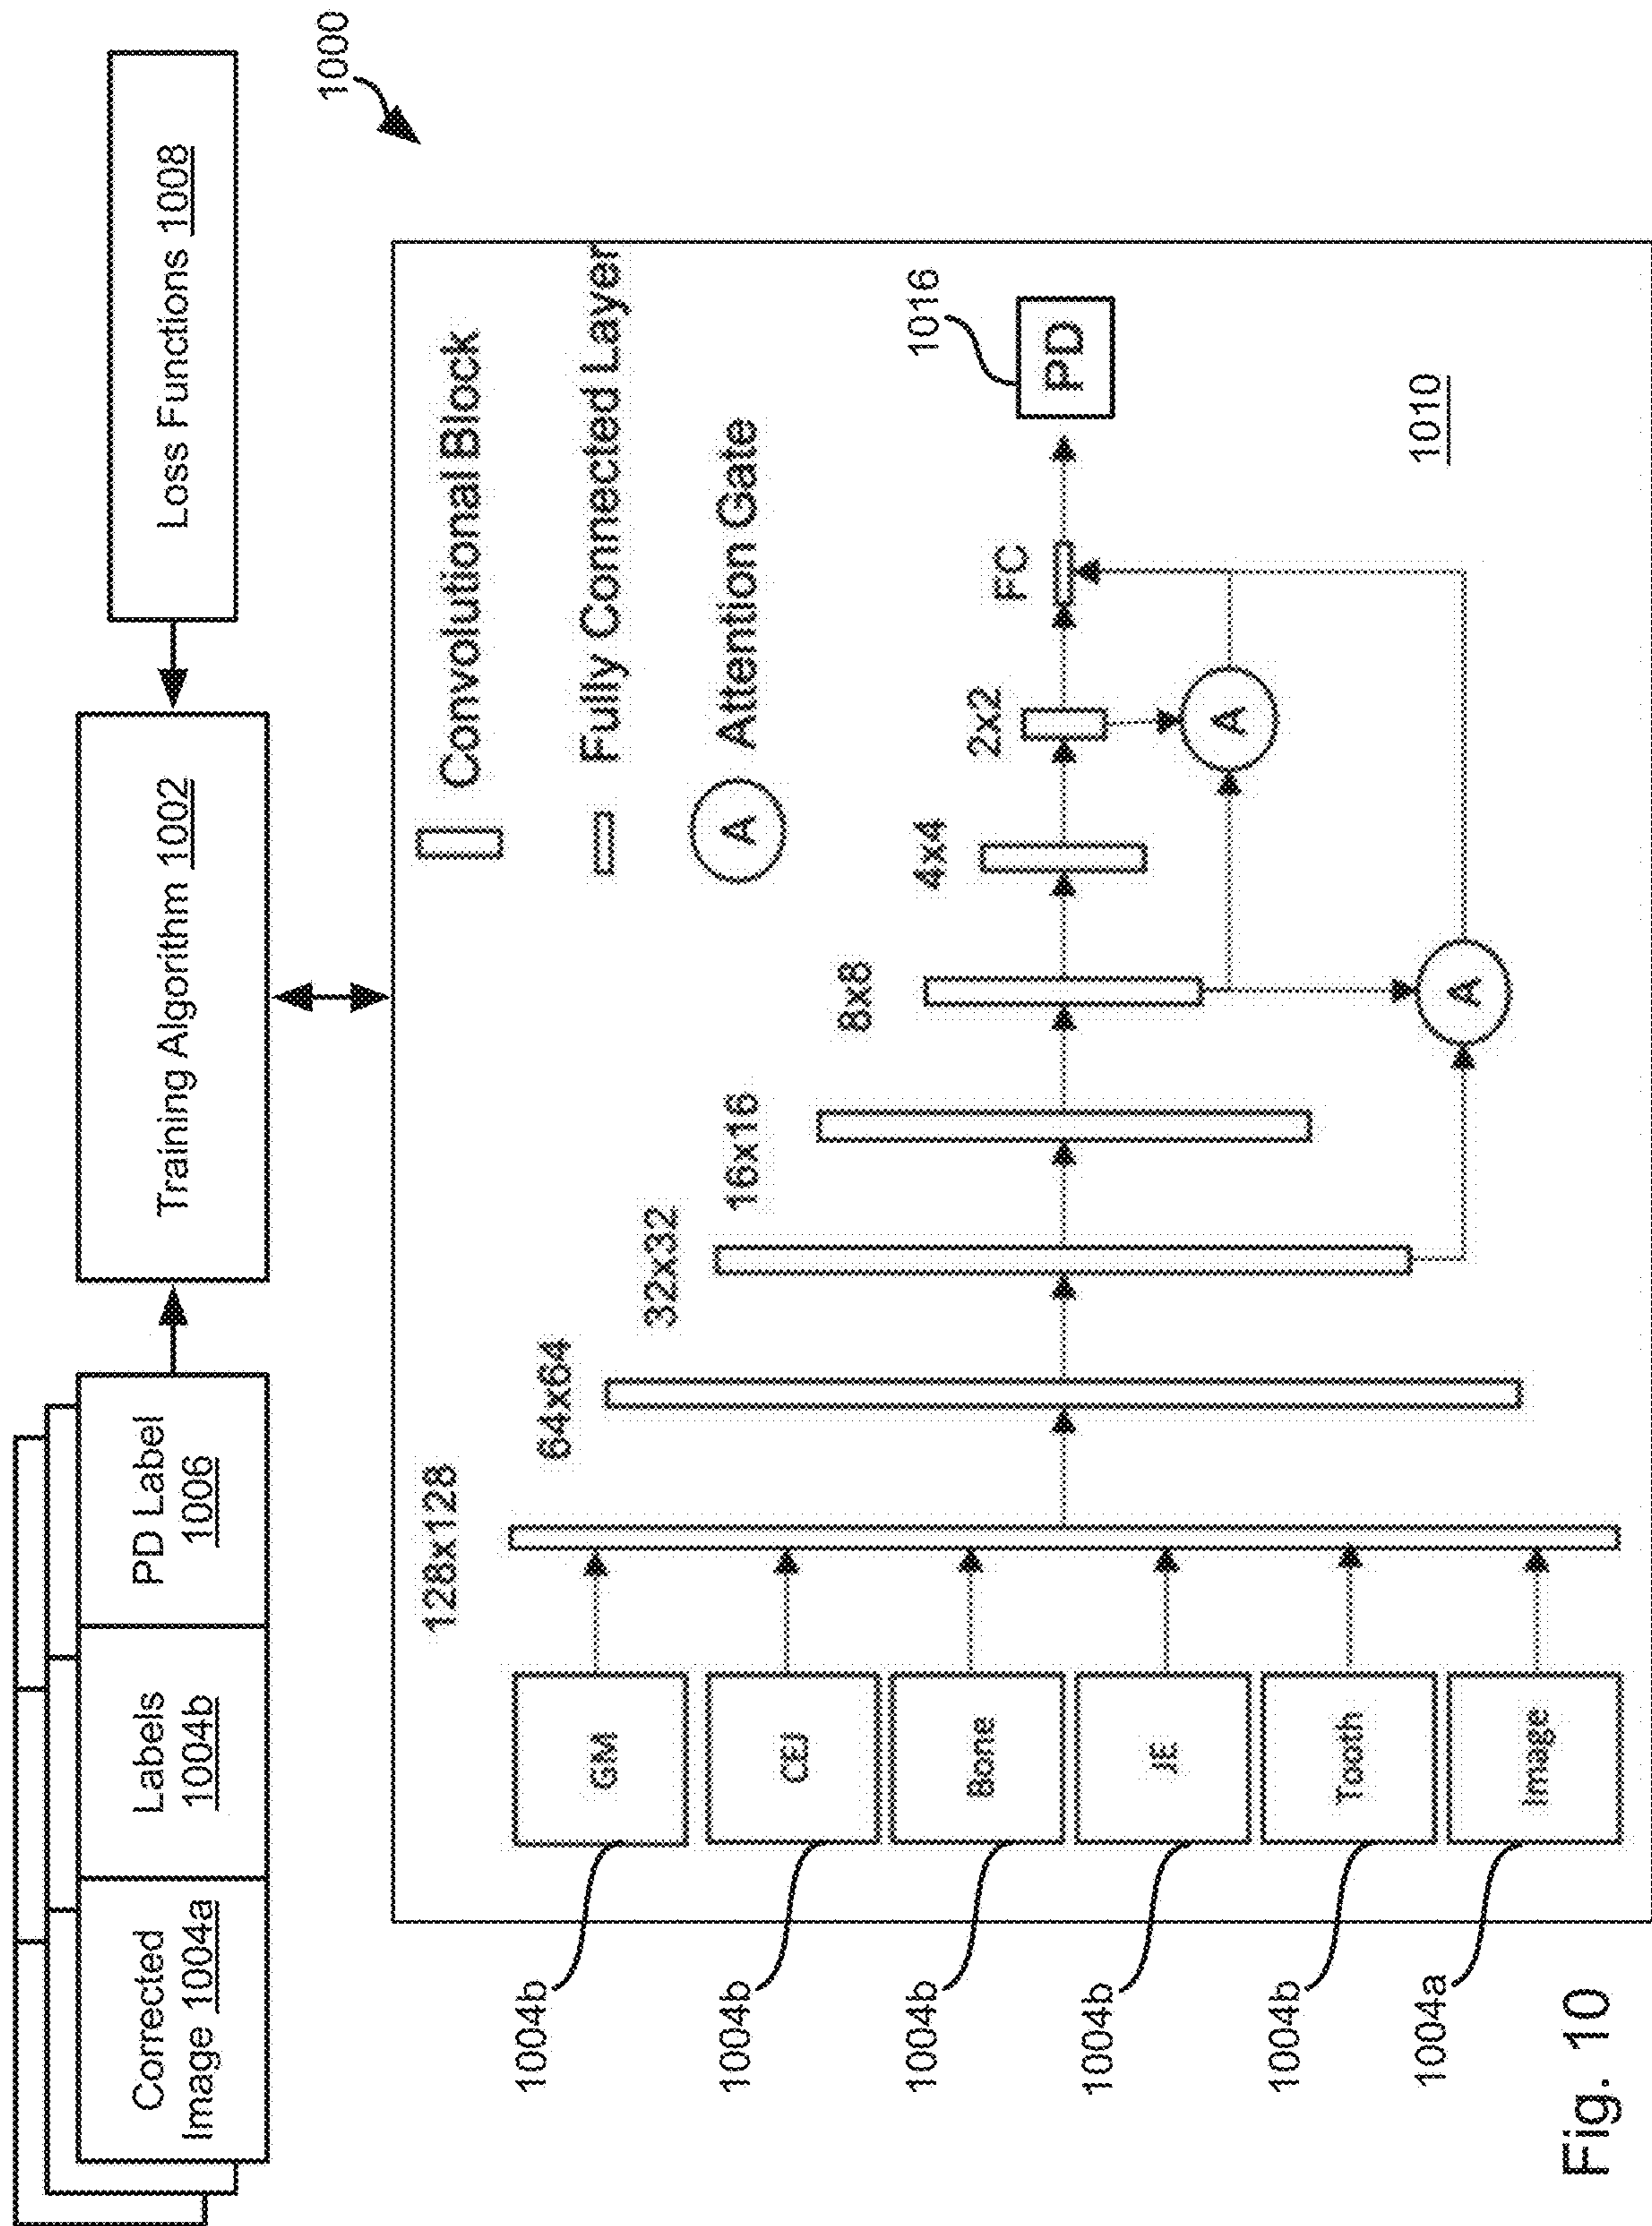 Corrected
Image 1004a
Labels
1004b
PD Label
1006
Training Algorithm 1002
Loss Functions 1008
1000
Convolutional Block
Fully Connected Layer
A Attention Gate
128x128
64x64
32x32
16x16
8x8
4x4
2x2
FC
1004b
GM
1004b
CEJ
1004b
Bone
1004b
JE
1004b
Tooth
1004a
Image
A
A
PD
1016
1010
Fig. 10